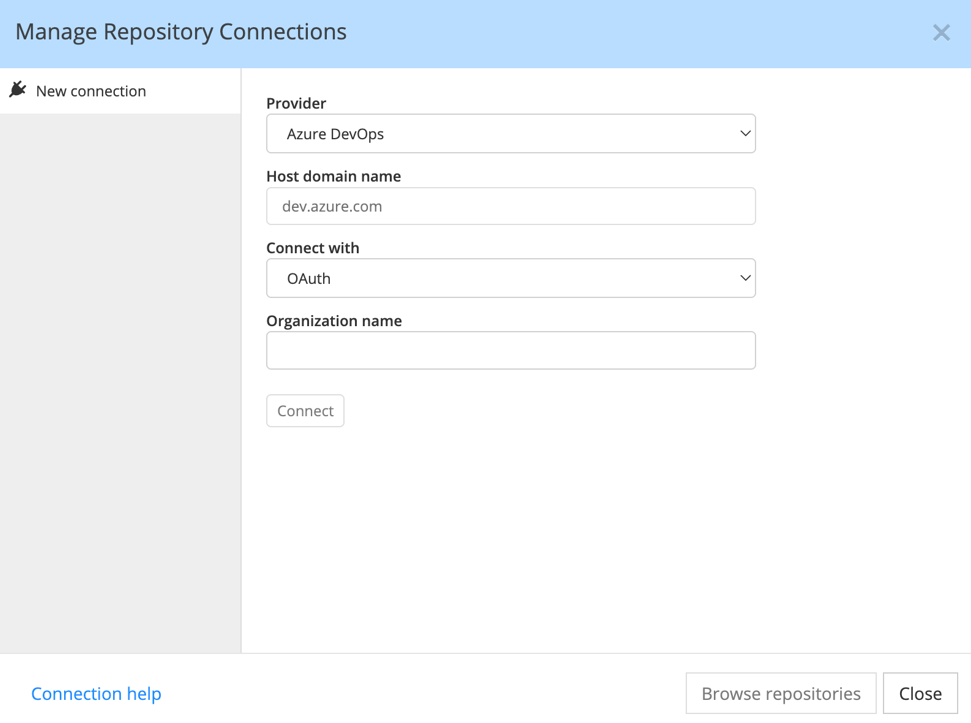 Manage Repository Connections
New connection
Provider
Azure DevOps
Host domain name
dev.azure.com
Connect with
OAuth
Organization name
Connect
Connection help
Browse repositories
Close